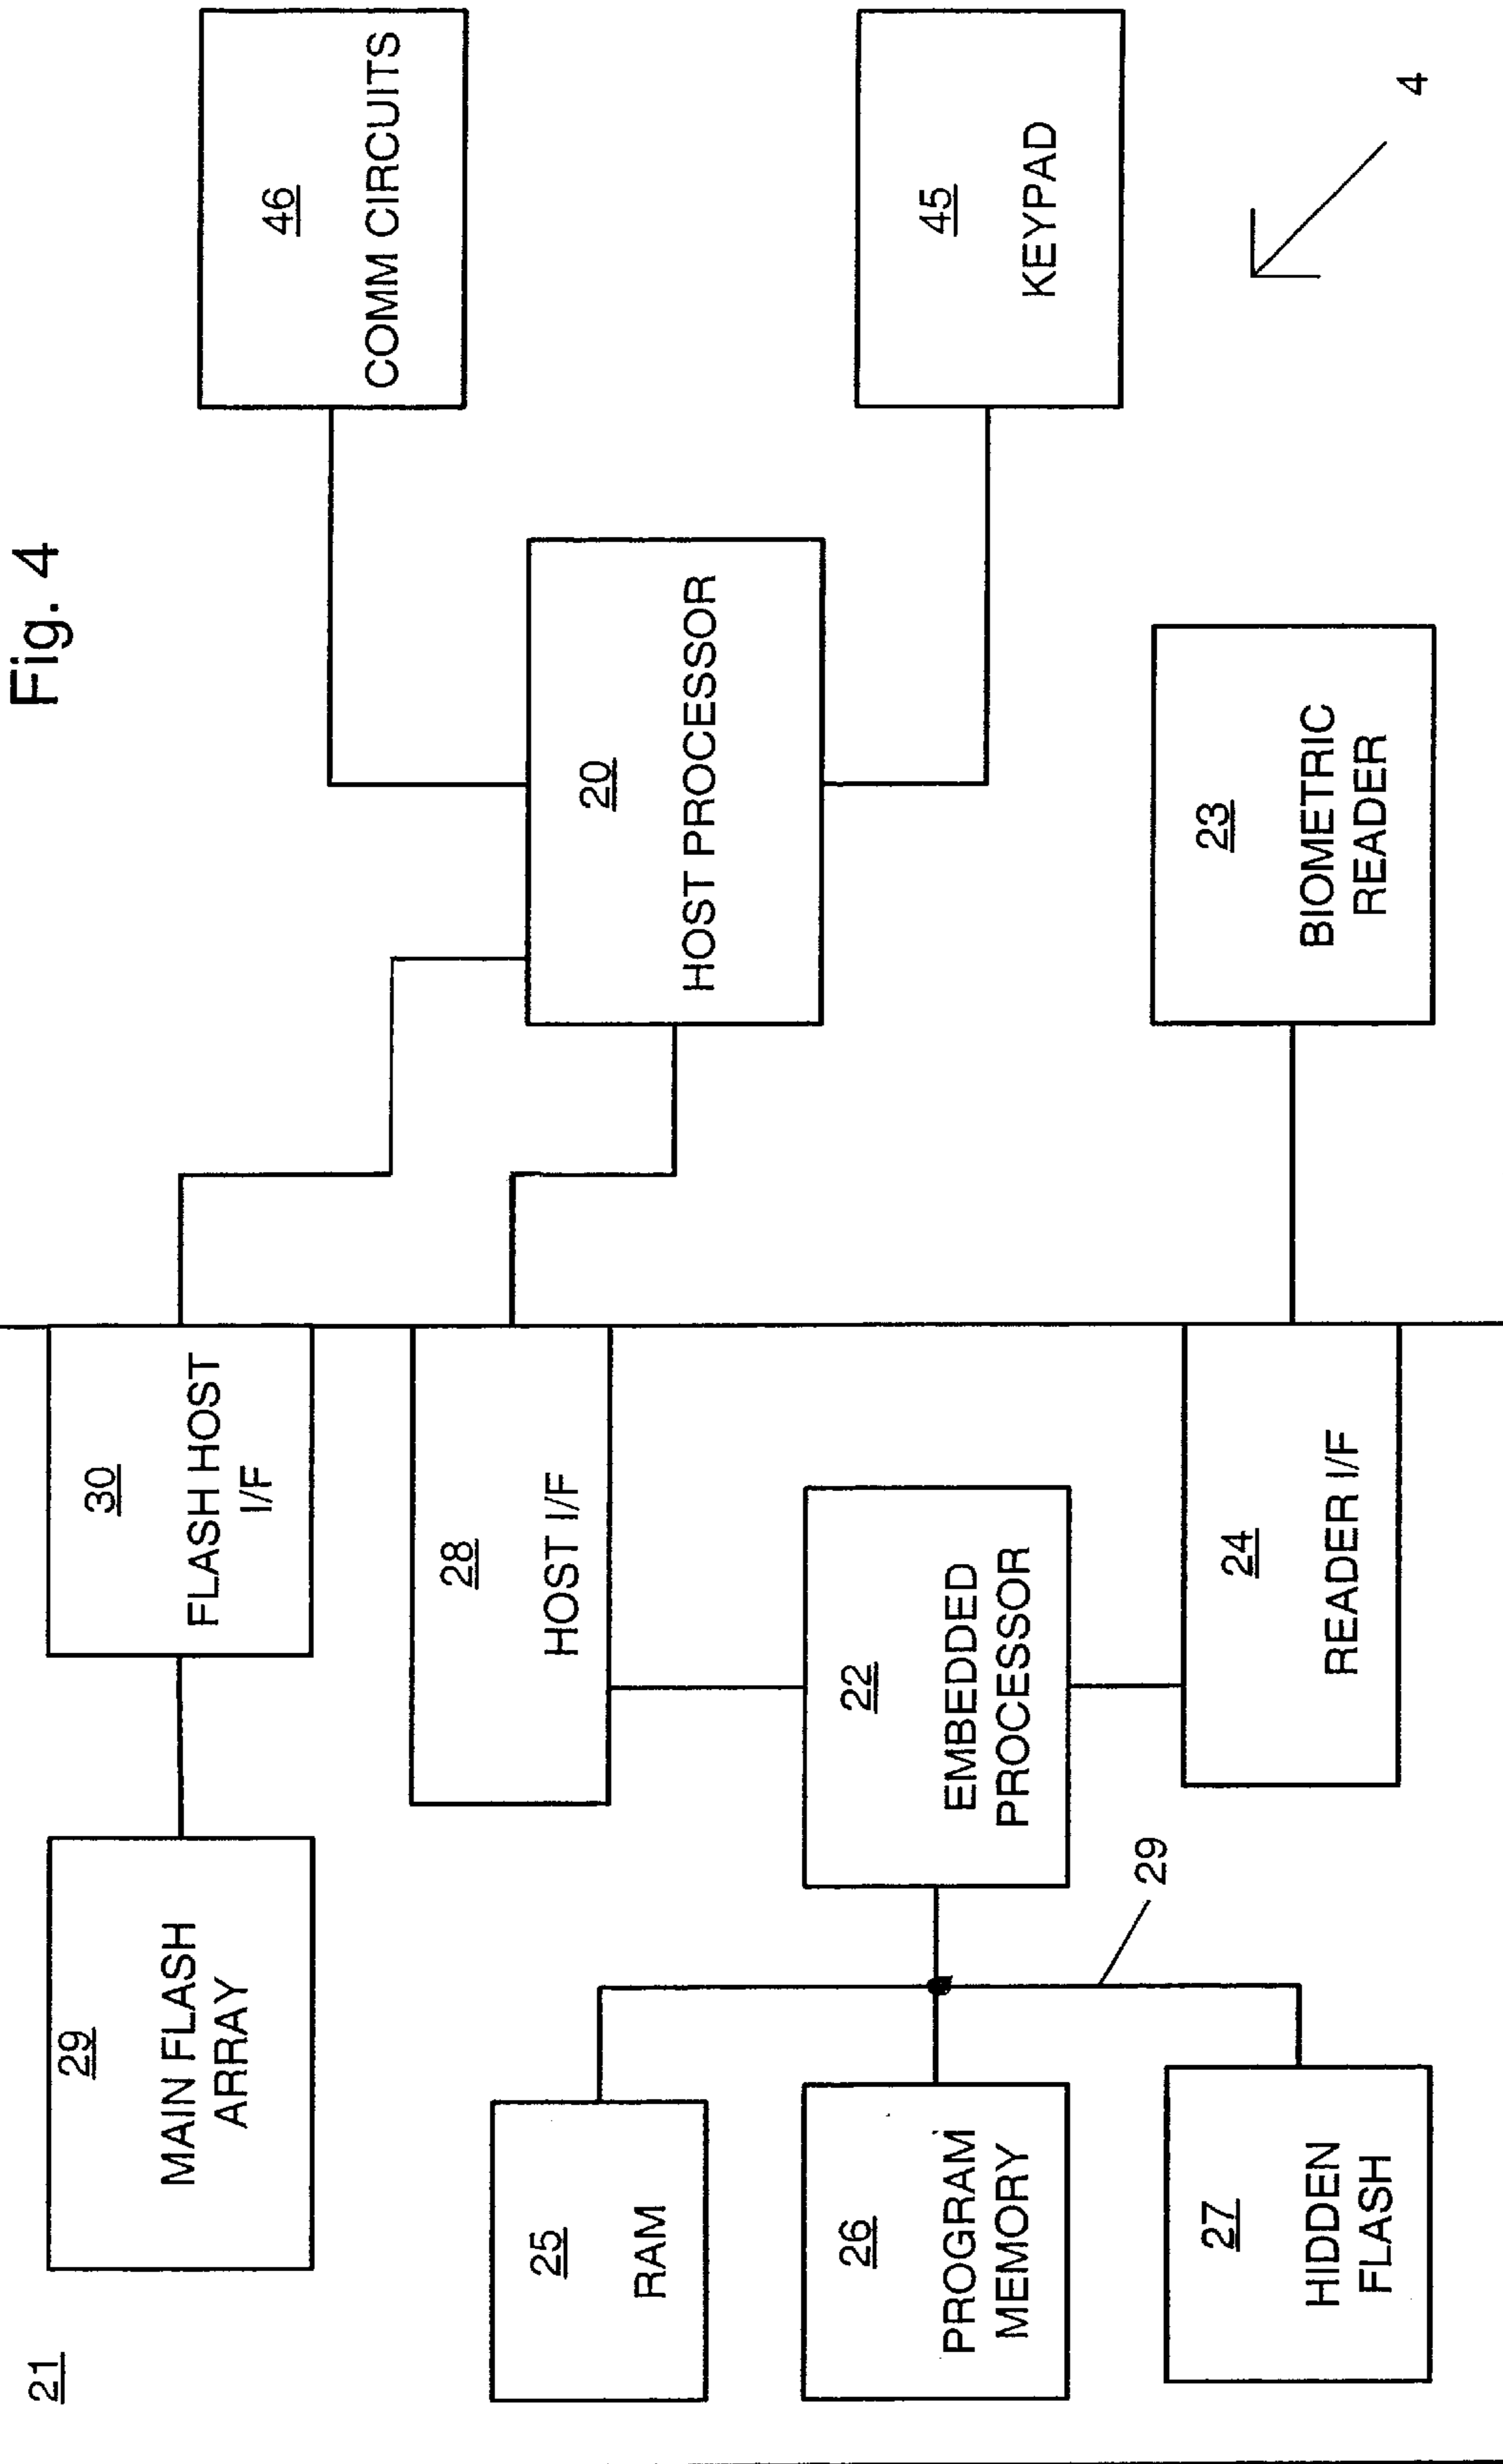 Fig. 4
21
29
MAIN FLASH
ARRAY
30
FLASH HOST
I/F
46
COMM CIRCUITS
28
HOST I/F
20
HOST PROCESSOR
25
RAM
22
EMBEDDED
PROCESSOR
45
KEYPAD
26
PROGRAM
MEMORY
29
24
READER I/F
23
BIOMETRIC
READER
27
HIDDEN
FLASH
4